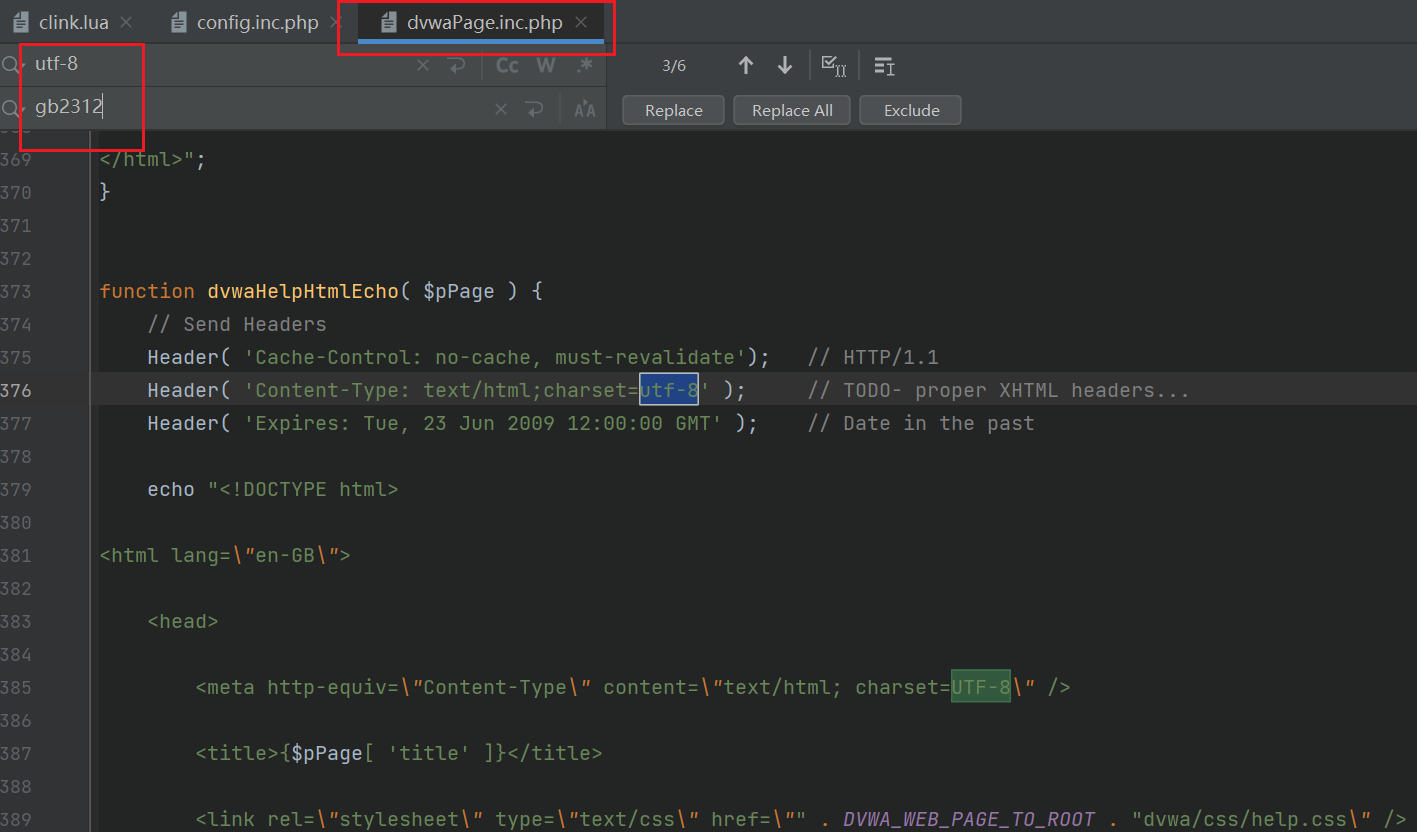 clink.lua × config.inc.php × dvwaPage.inc.php ×
utf-8 × Cc W .* 3/6
gb2312 × Replace Replace All Exclude
369 </html>";
370 }
371
372
373 function dvwaHelpHtmlEcho( $pPage ) {
374 // Send Headers
375 Header( 'Cache-Control: no-cache, must-revalidate'); // HTTP/1.1
376 Header( 'Content-Type: text/html;charset=utf-8' ); // TODO- proper XHTML headers...
377 Header( 'Expires: Tue, 23 Jun 2009 12:00:00 GMT' ); // Date in the past
378
379 echo "<!DOCTYPE html>
380
381 <html lang=\"en-GB\">
382
383 <head>
384
385 <meta http-equiv=\"Content-Type\" content=\"text/html; charset=UTF-8\" />
386
387 <title>{$pPage[ 'title' ]}</title>
388
389 <link rel=\"stylesheet\" type=\"text/css\" href=\"" . DVWA_WEB_PAGE_TO_ROOT . "dvwa/css/help.css\" />